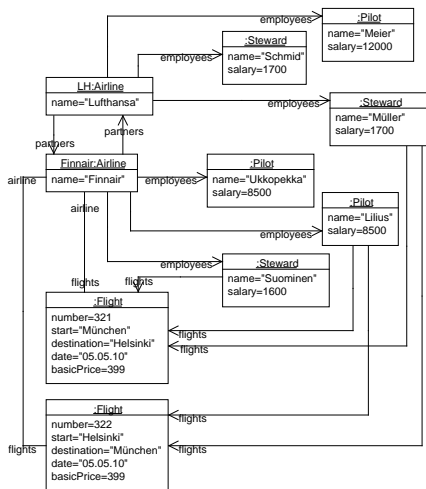 :Pilot
name="Meier"
salary=12000
employees
:Steward
name="Schmid"
salary=1700
employees
LH:Airline
name="Lufthansa"
employees
:Steward
name="Müller"
salary=1700
partners
partners
Finnair:Airline
name="Finnair"
airline
airline
employees
:Pilot
name="Ukkopekka"
salary=8500
employees
:Pilot
name="Lilius"
salary=8500
employees
:Steward
name="Suominen"
salary=1600
flights
flights
:Flight
number=321
start="München"
destination="Helsinki"
date="05.05.10"
basicPrice=399
flights
flights
:Flight
number=322
start="Helsinki"
destination="München"
date="05.05.10"
basicPrice=399
flights
flights
flights